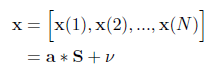 x = [x(1), x(2), ..., x(N)]
= a * S + ν